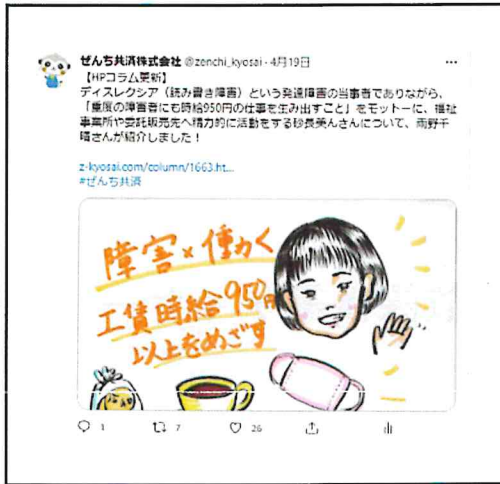 ぜんち共済株式会社 @zenchi_kyosai · 4月19日
【HPコラム更新】
ディスレクシア（読み書き障害）という発達障害の当事者でありながら、
「重度の障害者にも時給950円の仕事を生み出すこと」をモットーに、福祉
事業所や委託販売先へ精力的に活動をする砂長美んさんについて、雨野千
晴さんが紹介しました！
z-kyosai.com/column/1663.ht...
#ぜんち共済
障害×働く
工賃時給950円
以上をめざす
1 7 26